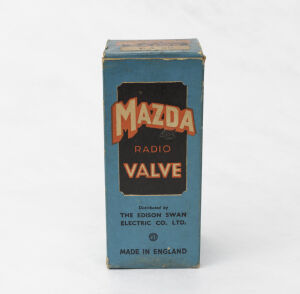 MAZDA
RADIO
VALVE
Distributed by
THE EDISON SWAN
ELECTRIC CO. LTD.
MADE IN ENGLAND